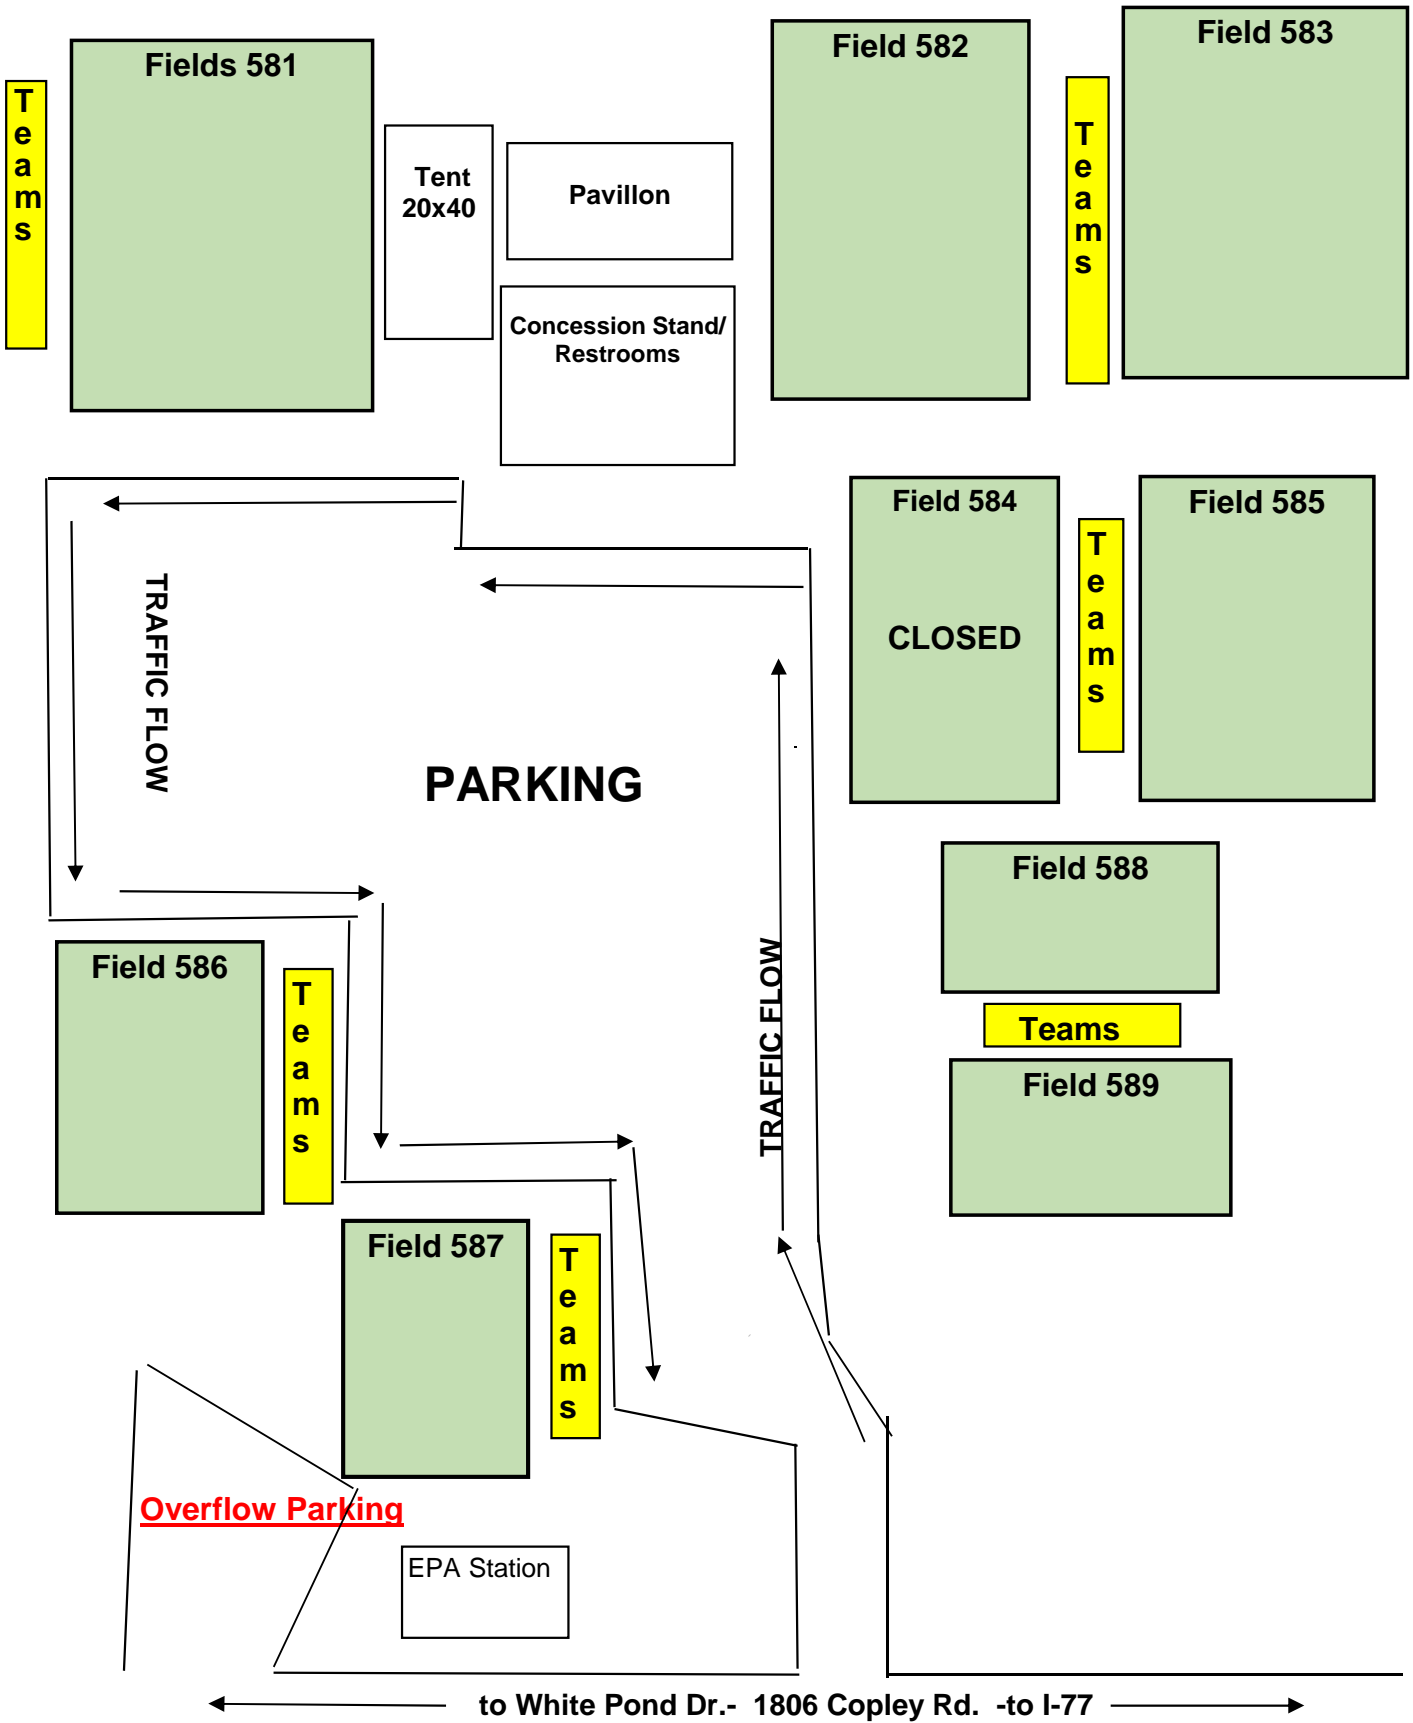 Fields 581
Field 582
Field 583
Teams
Teams
Tent
20x40
Pavillon
Concession Stand/
Restrooms
Field 584
CLOSED
Teams
Field 585
TRAFFIC FLOW
PARKING
Field 588
Teams
Field 589
TRAFFIC FLOW
Field 586
Teams
Field 587
Teams
Overflow Parking
EPA Station
to White Pond Dr.- 1806 Copley Rd. -to I-77